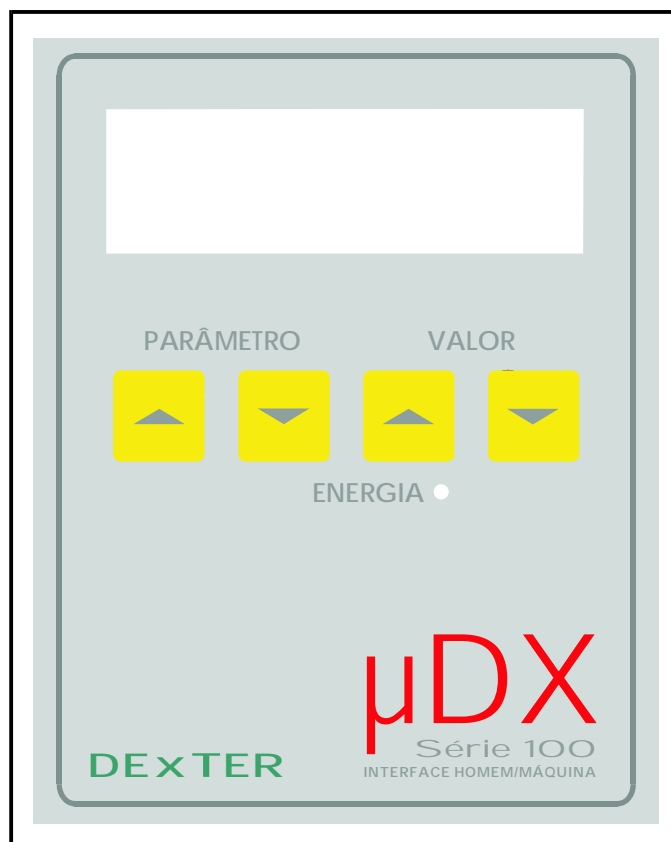 PARÂMETRO VALOR
ENERGIA
µDX
Série 100
INTERFACE HOMEM/MÁQUINA
DEXTER